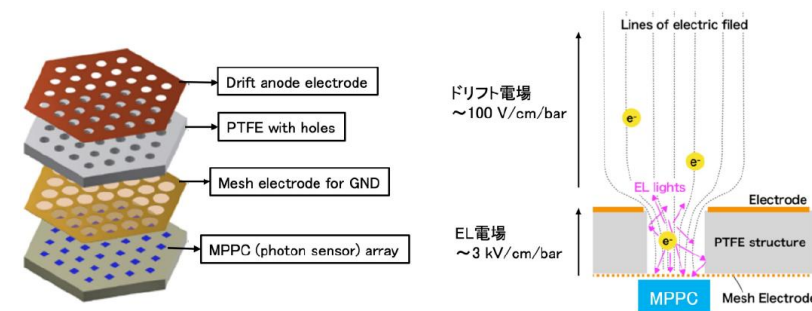 Drift anode electrode
PTFE with holes
Mesh electrode for GND
MPPC (photon sensor) array
Lines of electric filed
ドリフト電場
～100 V/cm/bar
e-
e-
EL lights
Electrode
EL電場
～3 kV/cm/bar
e-
PTFE structure
MPPC
Mesh Electrode